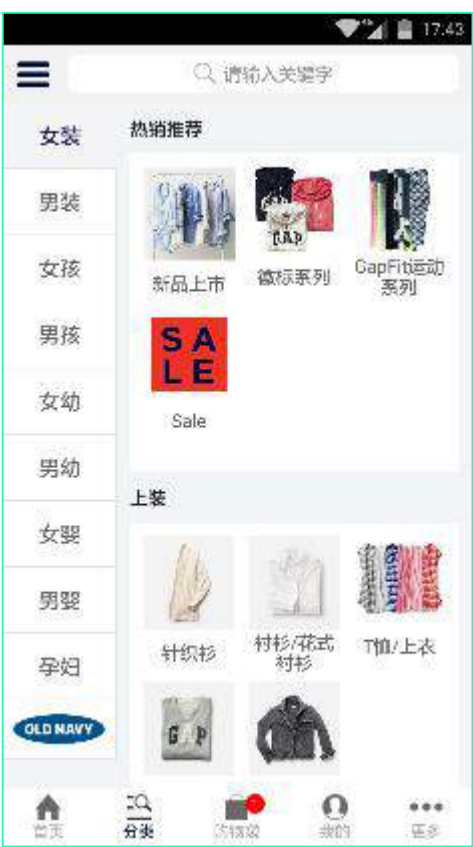 17:43
请输入关键字
女装
男装
女孩
男孩
女幼
男幼
女婴
男婴
孕妇
OLD NAVY
热销推荐
新品上市
徽标系列
GapFit运动
系列
GAP
SALE
Sale
上装
针织衫
衬衫/花式
衬衫
T恤/上衣
GAP
首页
分类
购物袋
我的
更多